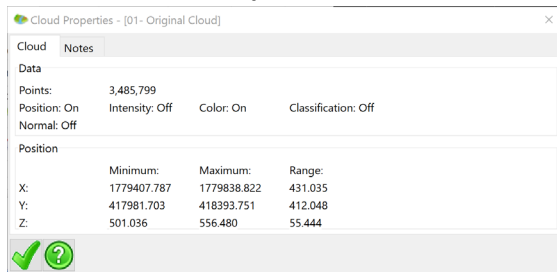 Cloud Properties - [01- Original Cloud]
Cloud Notes
Data
Points: 3,485,799
Position: On Intensity: Off Color: On Classification: Off
Normal: Off
Position
Minimum: Maximum: Range:
X: 1779407.787 1779838.822 431.035
Y: 417981.703 418393.751 412.048
Z: 501.036 556.480 55.444